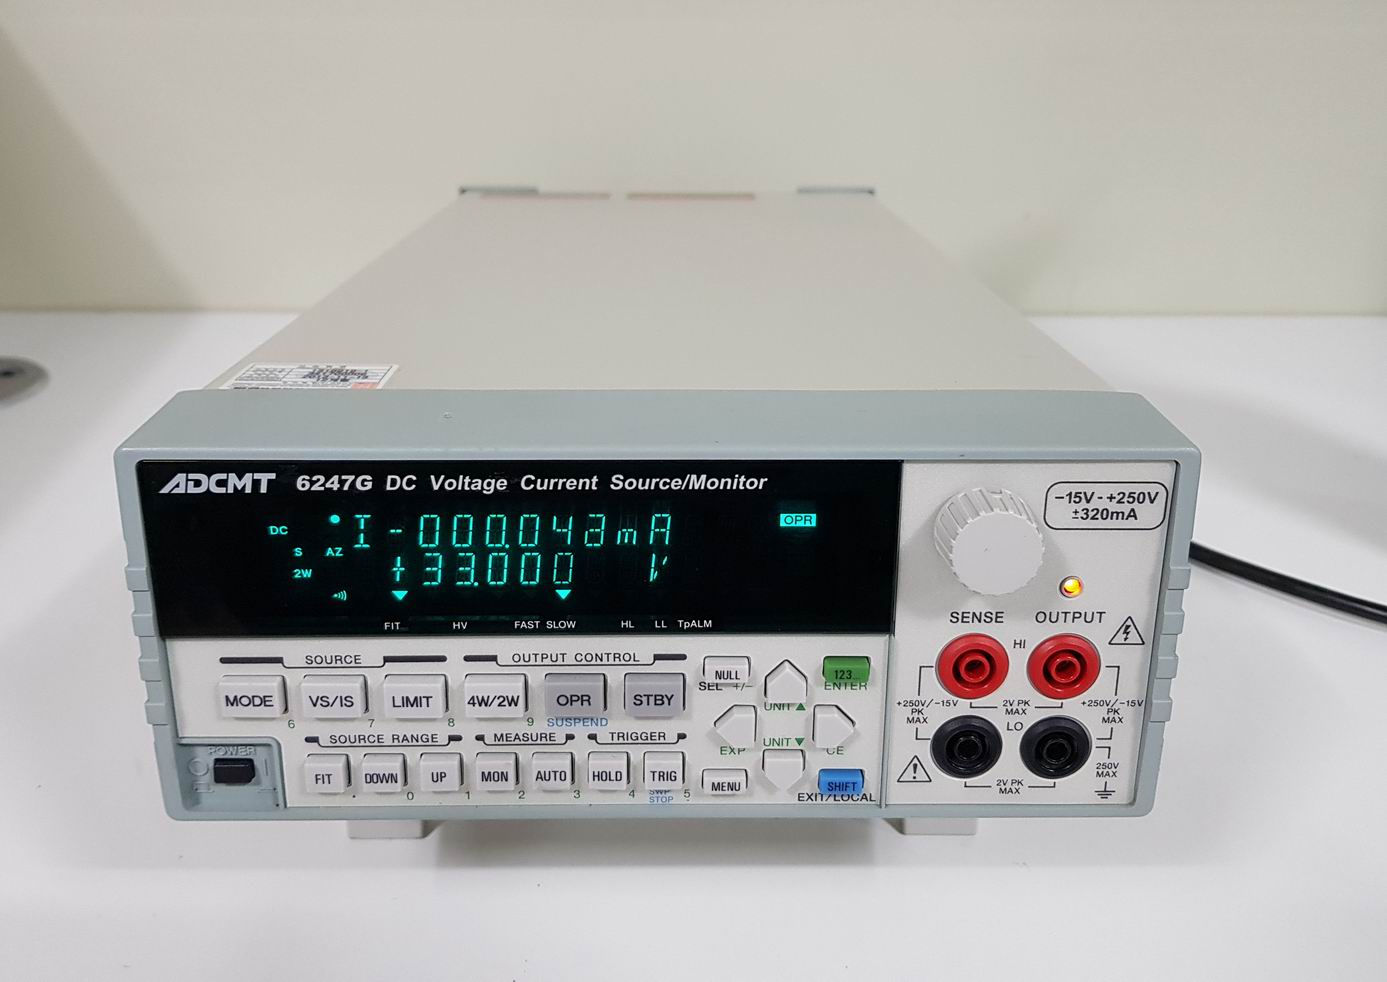 ADCMT 6247G DC Voltage Current Source/Monitor
DC I -000.04 mA OPR
S AZ
2W +33.000 V
FIT HV FAST SLOW HL LL TpALM
-15V - +250V
±320mA
SENSE OUTPUT
HI
+250V/-15V
PK
MAX
2V PK
MAX
+250V/-15V
PK
MAX
LO
2V PK
MAX
250V
MAX
SOURCE OUTPUT CONTROL
MODE VS/IS LIMIT 4W/2W OPR STBY
6 7 8 9 SUSPEND
SOURCE RANGE MEASURE TRIGGER
FIT DOWN UP MON AUTO HOLD TRIG
. 0 1 2 3 4 SWP 5
STOP
NULL 123...
SEL +/- ENTER
UNIT ▲
EXP UNIT ▼ CE
MENU SHIFT
EXIT/LOCAL
POWER